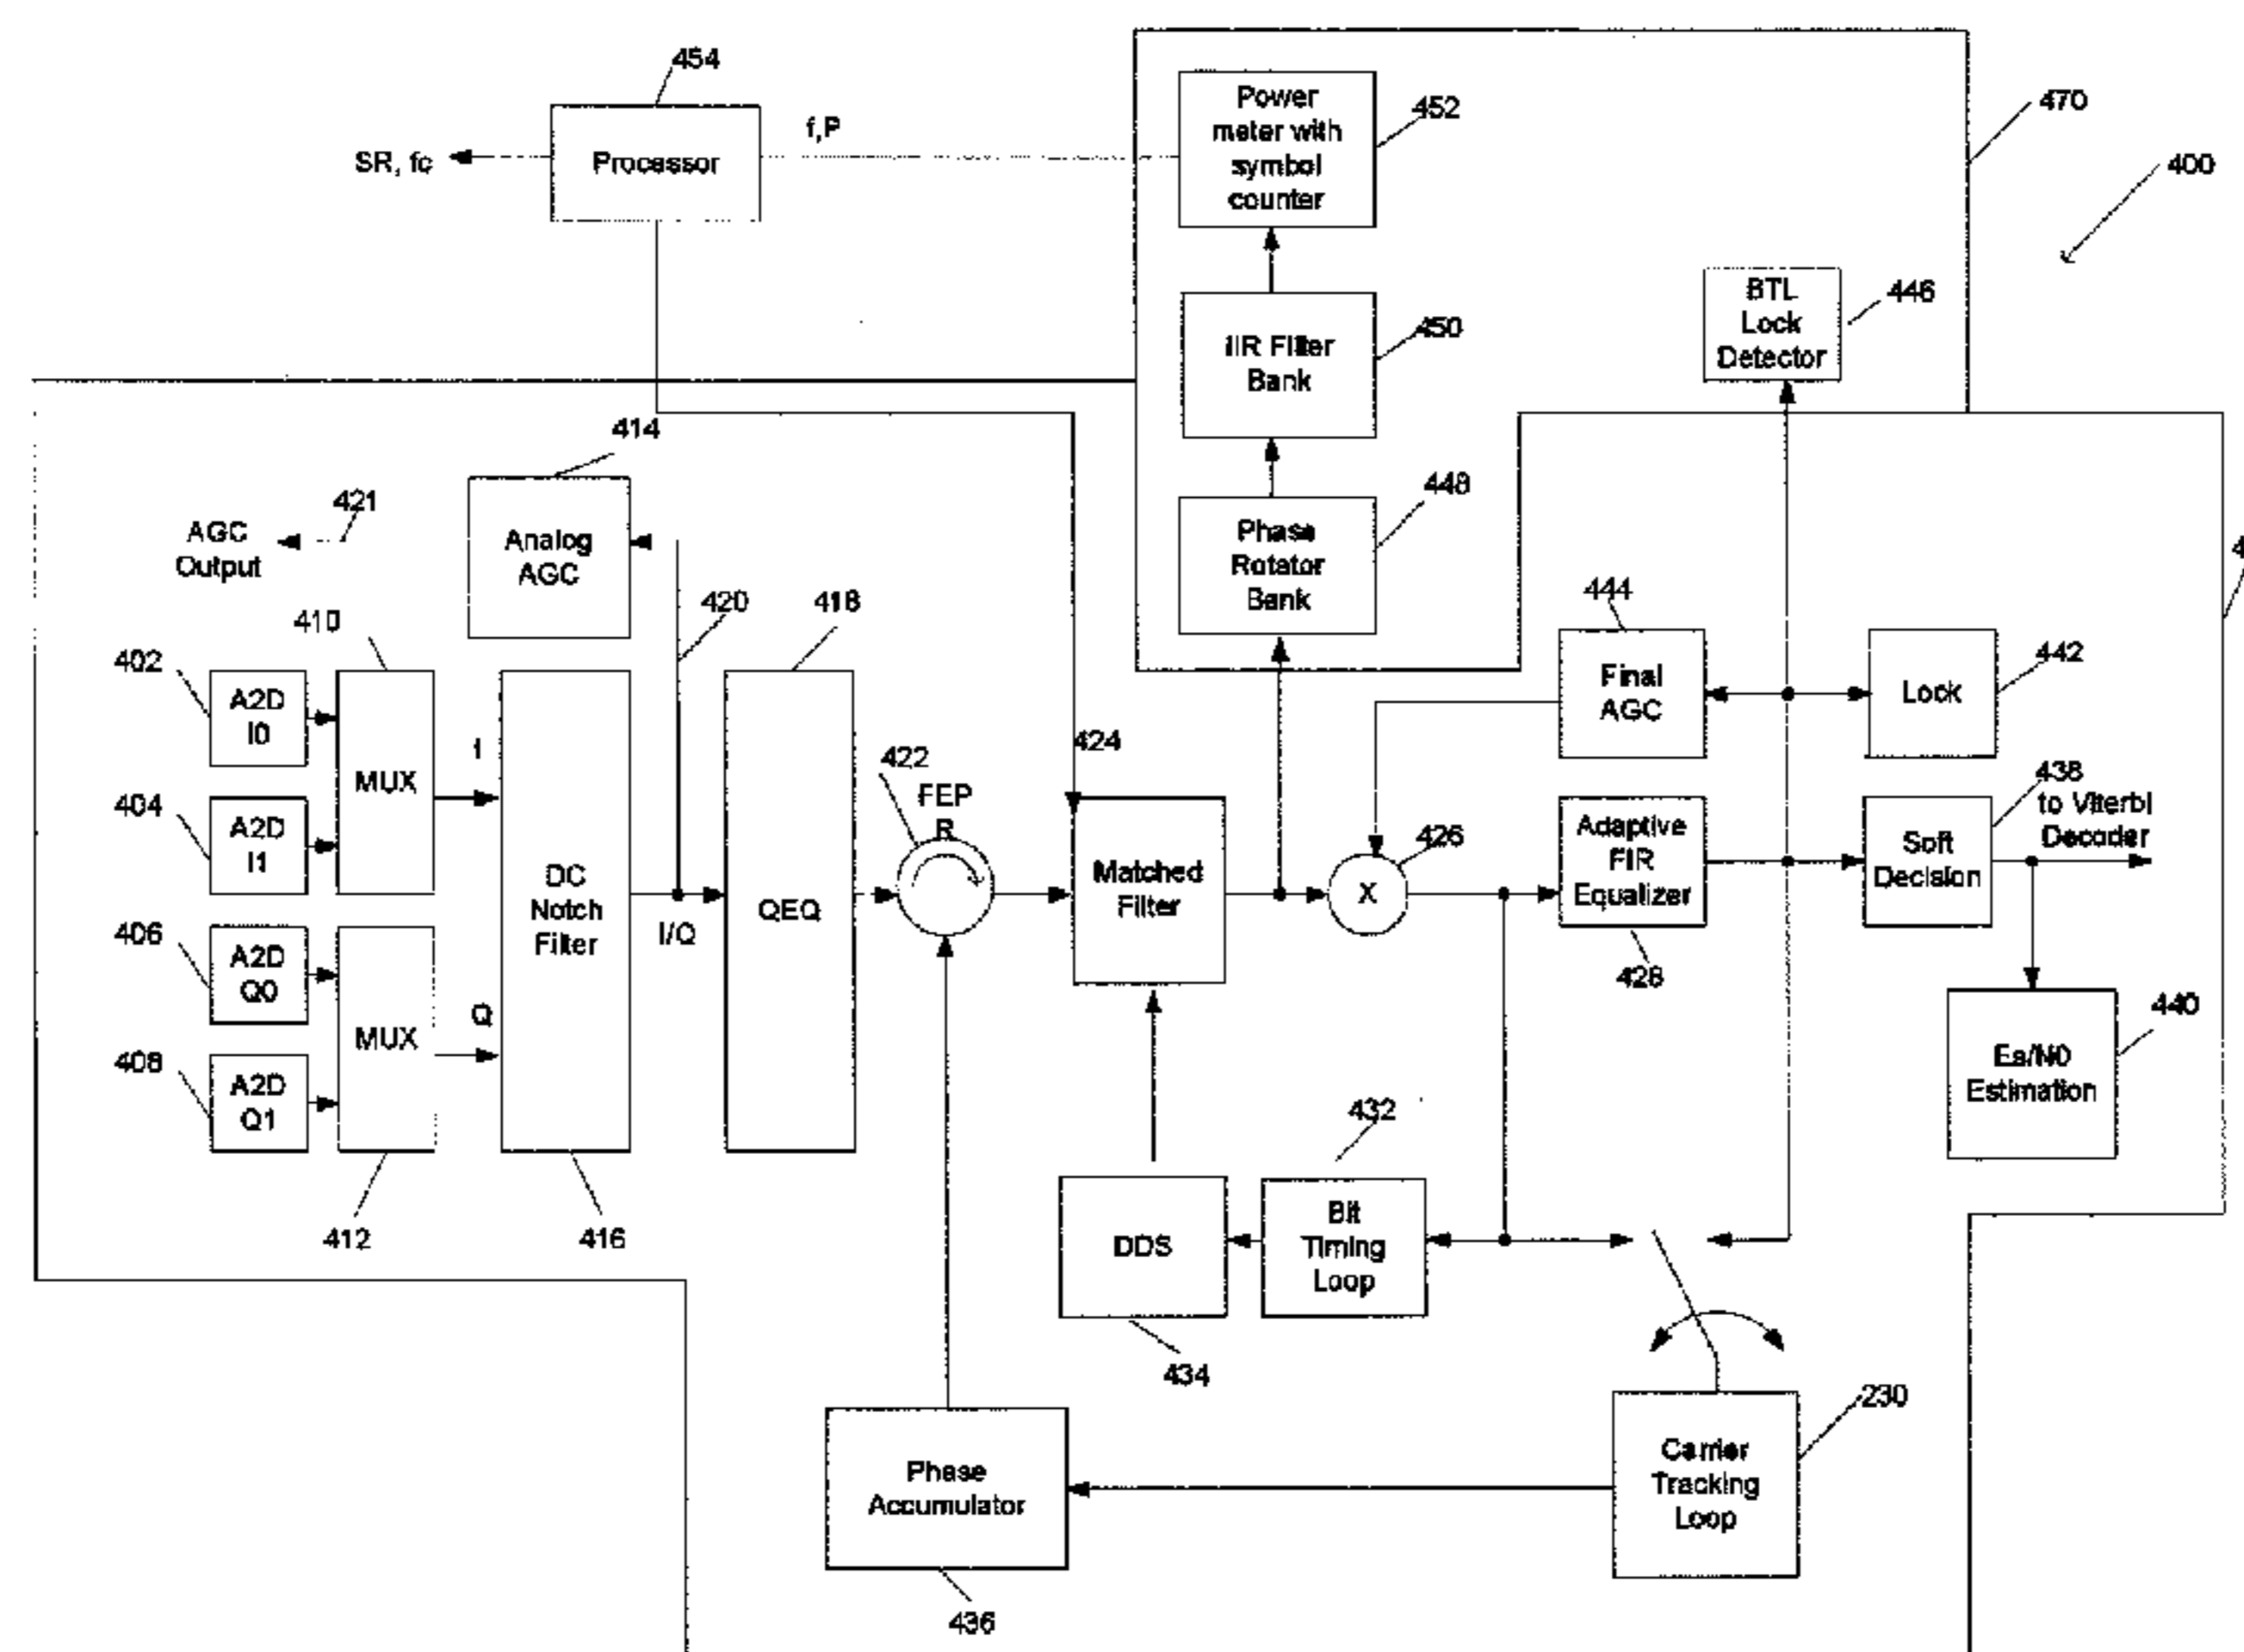 454
Processor
f,P
SR, fc
Power
meter with
symbol
counter
452
470
400
IIR Filter
Bank
450
BTL
Lock
Detector
446
414
Analog
AGC
421
AGC
Output
420
418
Phase
Rotator
Bank
448
444
Final
AGC
Lock
442
410
402
A2D
I0
404
A2D
I1
MUX
I
406
A2D
Q0
408
A2D
Q1
MUX
Q
412
DC
Notch
Filter
416
I/Q
QEQ
422
FEP
R
424
Matched
Filter
X
426
Adaptive
FIR
Equalizer
428
Soft
Decision
438
to Viterbi
Decoder
440
Es/N0
Estimation
432
DDS
Bit
Timing
Loop
434
Phase
Accumulator
436
230
Carrier
Tracking
Loop